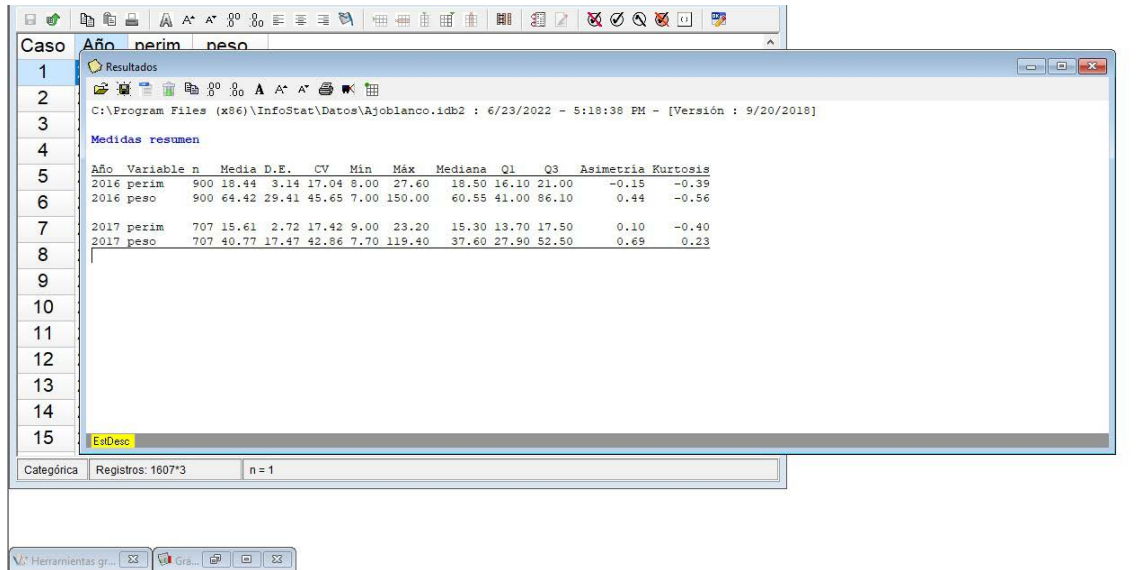 Caso Año perim peso
Resultados
C:\Program Files (x86)\InfoStat\Datos\Ajoblanco.idb2 : 6/23/2022 - 5:18:38 PM - [Versión : 9/20/2018]
Medidas resumen
Año Variable n Media D.E. CV Mín Máx Mediana Q1 Q3 Asimetría Kurtosis
2016 perim 900 18.44 3.14 17.04 8.00 27.60 18.50 16.10 21.00 -0.15 -0.39
2016 peso 900 64.42 29.41 45.65 7.00 150.00 60.55 41.00 86.10 0.44 -0.56
2017 perim 707 15.61 2.72 17.42 9.00 23.20 15.30 13.70 17.50 0.10 -0.40
2017 peso 707 40.77 17.47 42.86 7.70 119.40 37.60 27.90 52.50 0.69 0.23
1
2
3
4
5
6
7
8
9
10
11
12
13
14
15
EstDesc
Categórica Registros: 1607*3 n = 1
Herramientas gr... Grá...